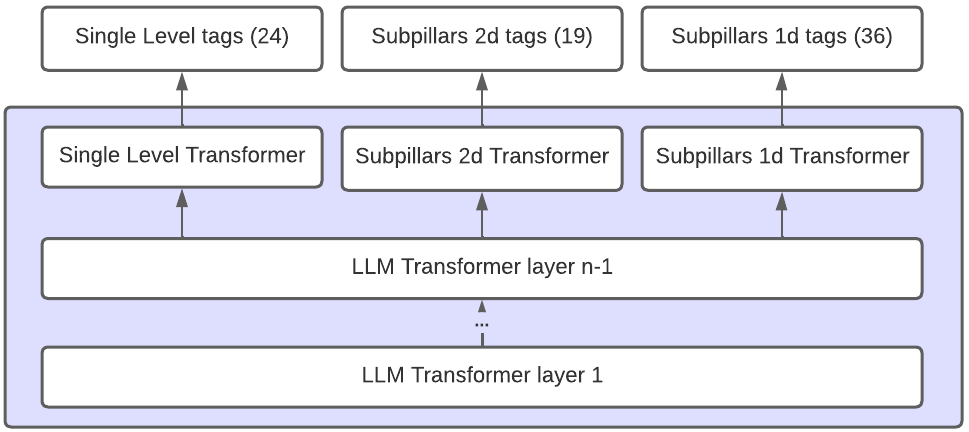 Single Level tags (24)
Subpillars 2d tags (19)
Subpillars 1d tags (36)
Single Level Transformer
Subpillars 2d Transformer
Subpillars 1d Transformer
LLM Transformer layer n-1
...
LLM Transformer layer 1